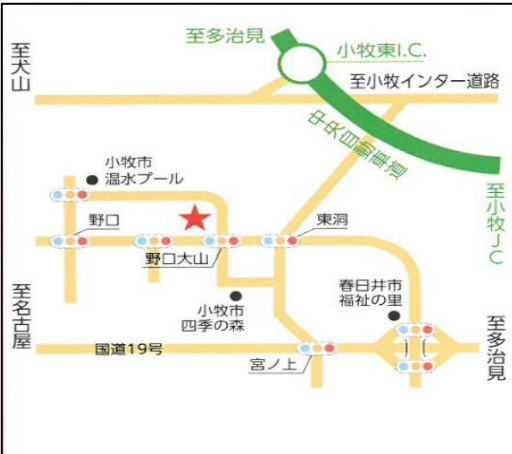 至多治見
小牧東I.C.
至犬山
至小牧インター道路
中央自動車道
小牧市
温水プール
至小牧JC
野口
東洞
野口大山
至名古屋
小牧市
四季の森
春日井市
福祉の里
国道19号
宮ノ上
至多治見